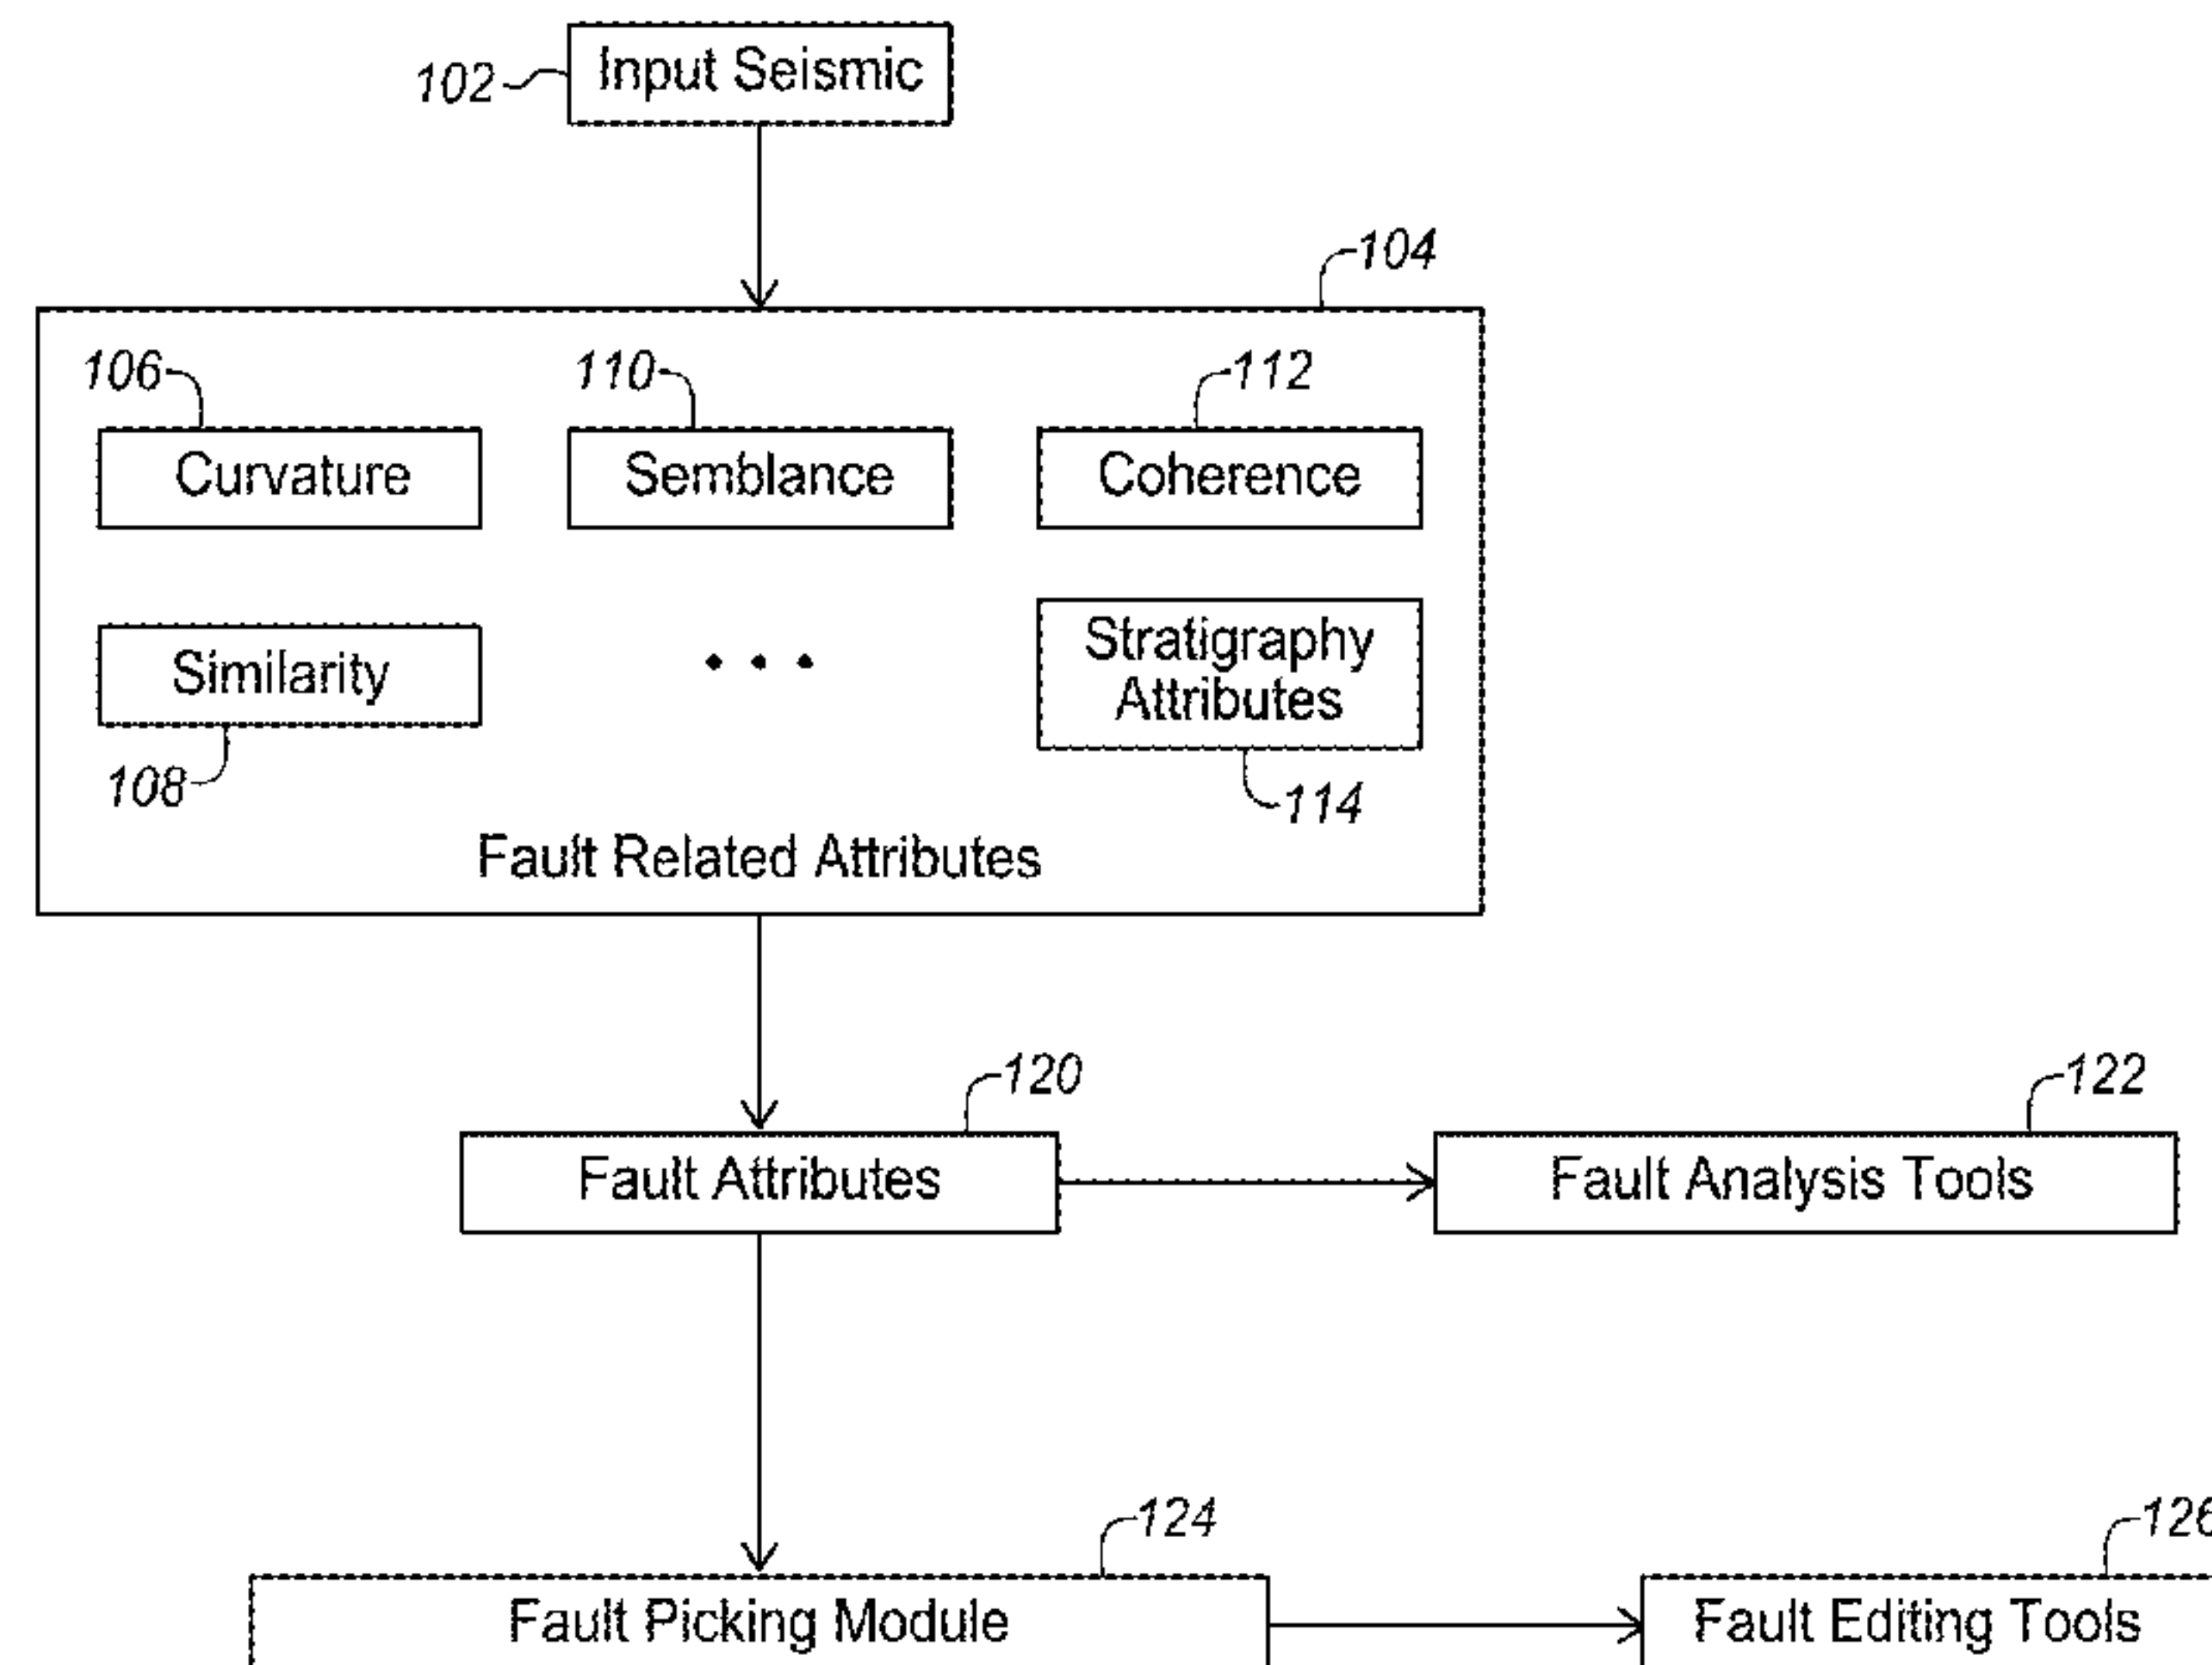 102
Input Seismic
104
106
110
112
Curvature
Semblance
Coherence
Similarity
• • •
Stratigraphy
Attributes
108
114
Fault Related Attributes
120
122
Fault Attributes
Fault Analysis Tools
124
126
Fault Picking Module
Fault Editing Tools